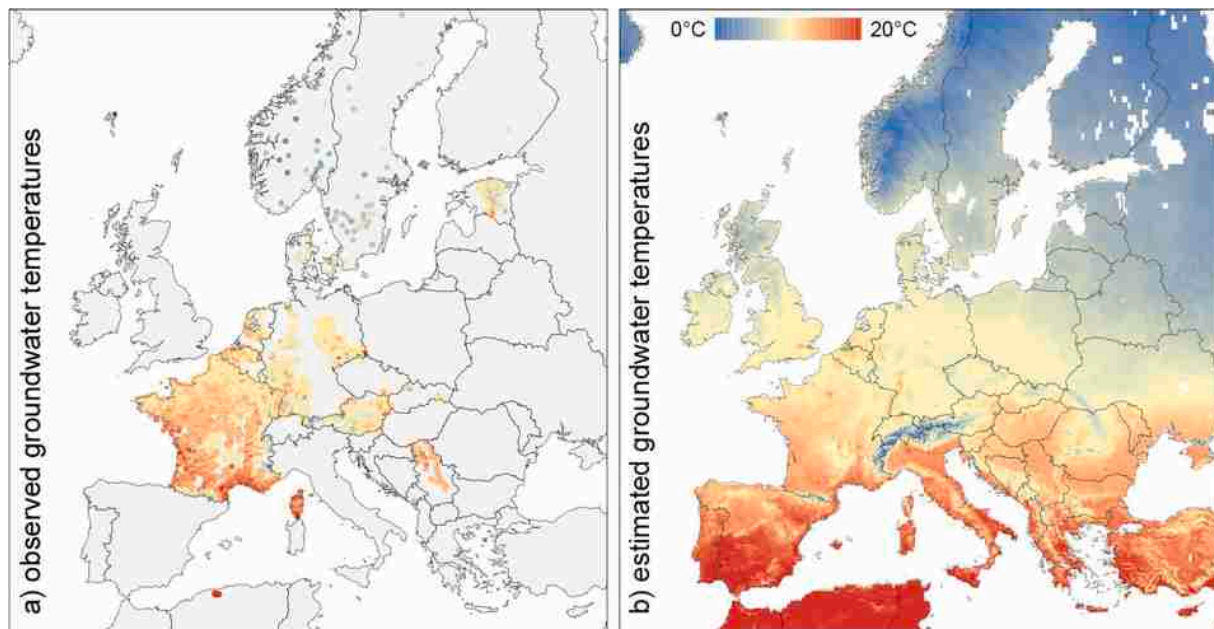 a) observed groundwater temperatures
b) estimated groundwater temperatures
0°C 20°C